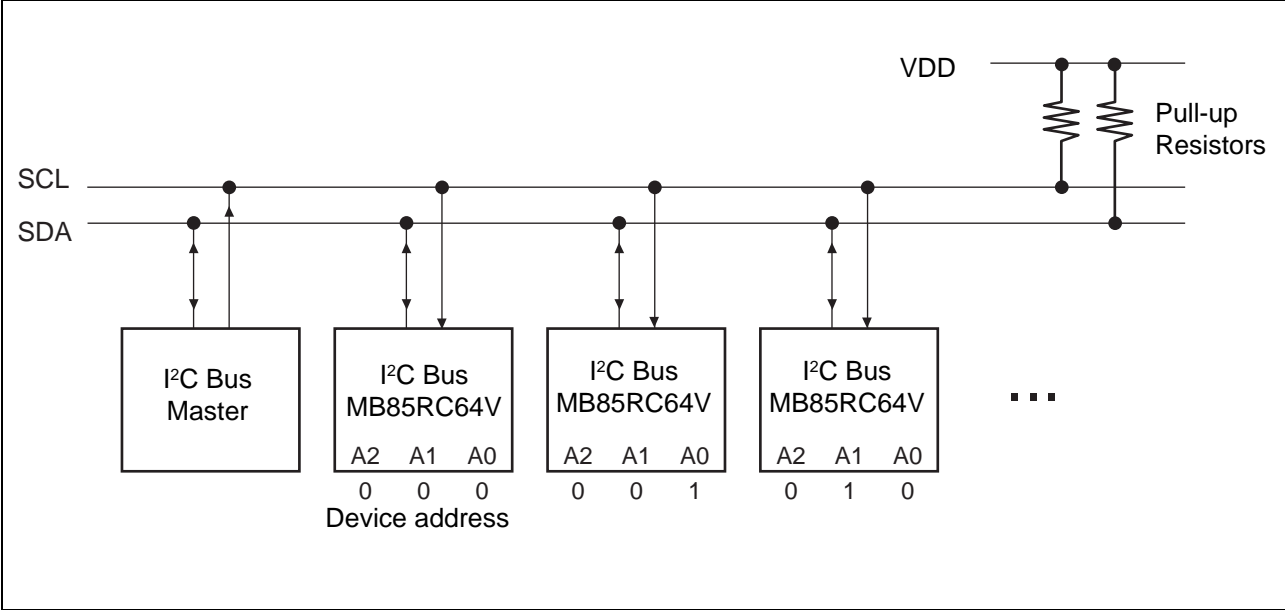 VDD
Pull-up
Resistors
SCL
SDA
I²C Bus
Master
I²C Bus
MB85RC64V
A2 A1 A0
0 0 0
Device address
I²C Bus
MB85RC64V
A2 A1 A0
0 0 1
I²C Bus
MB85RC64V
A2 A1 A0
0 1 0
...